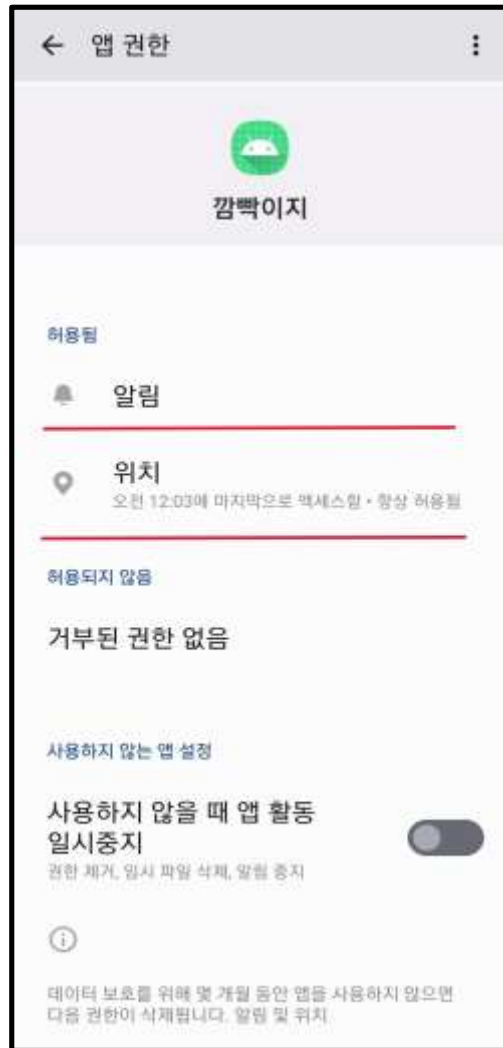 앱 권한
깜빡이지
허용됨
알림
위치
오전 12:03에 마지막으로 액세스함 • 항상 허용됨
허용되지 않음
거부된 권한 없음
사용하지 않는 앱 설정
사용하지 않을 때 앱 활동
일시중지
권한 제거, 임시 파일 삭제, 알림 중지
데이터 보호를 위해 몇 개월 동안 앱을 사용하지 않으면
다음 권한이 삭제됩니다. 알림 및 위치